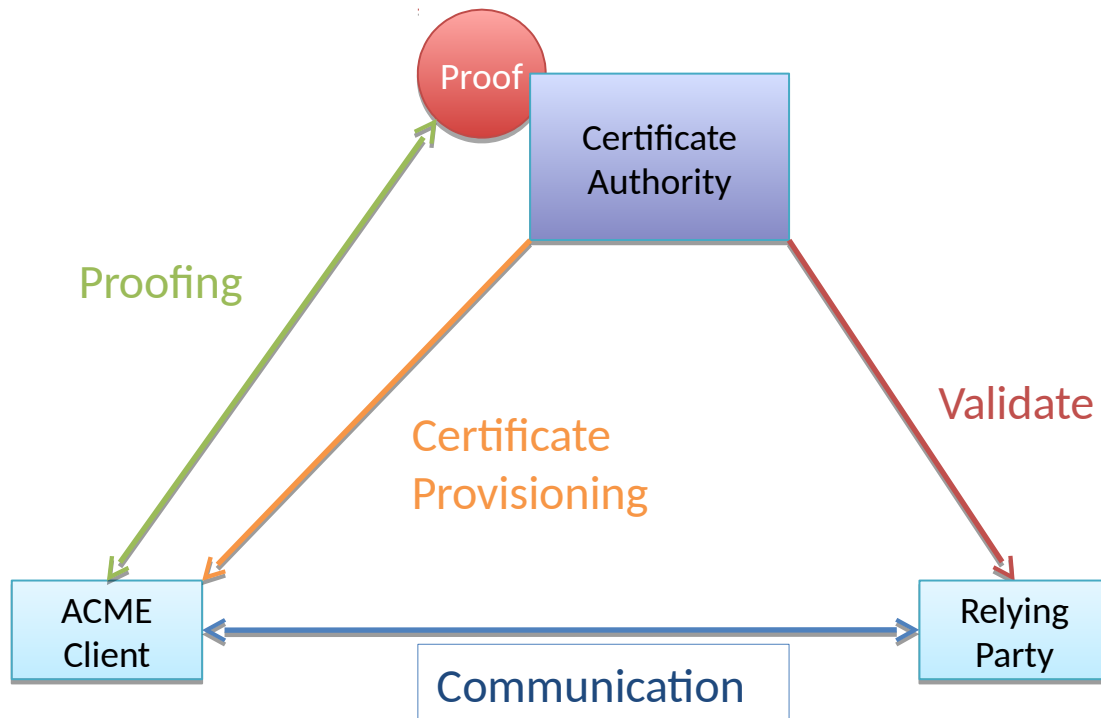 Proof
Certificate
Authority
Proofing
Validate
Certificate
Provisioning
ACME
Client
Relying
Party
Communication